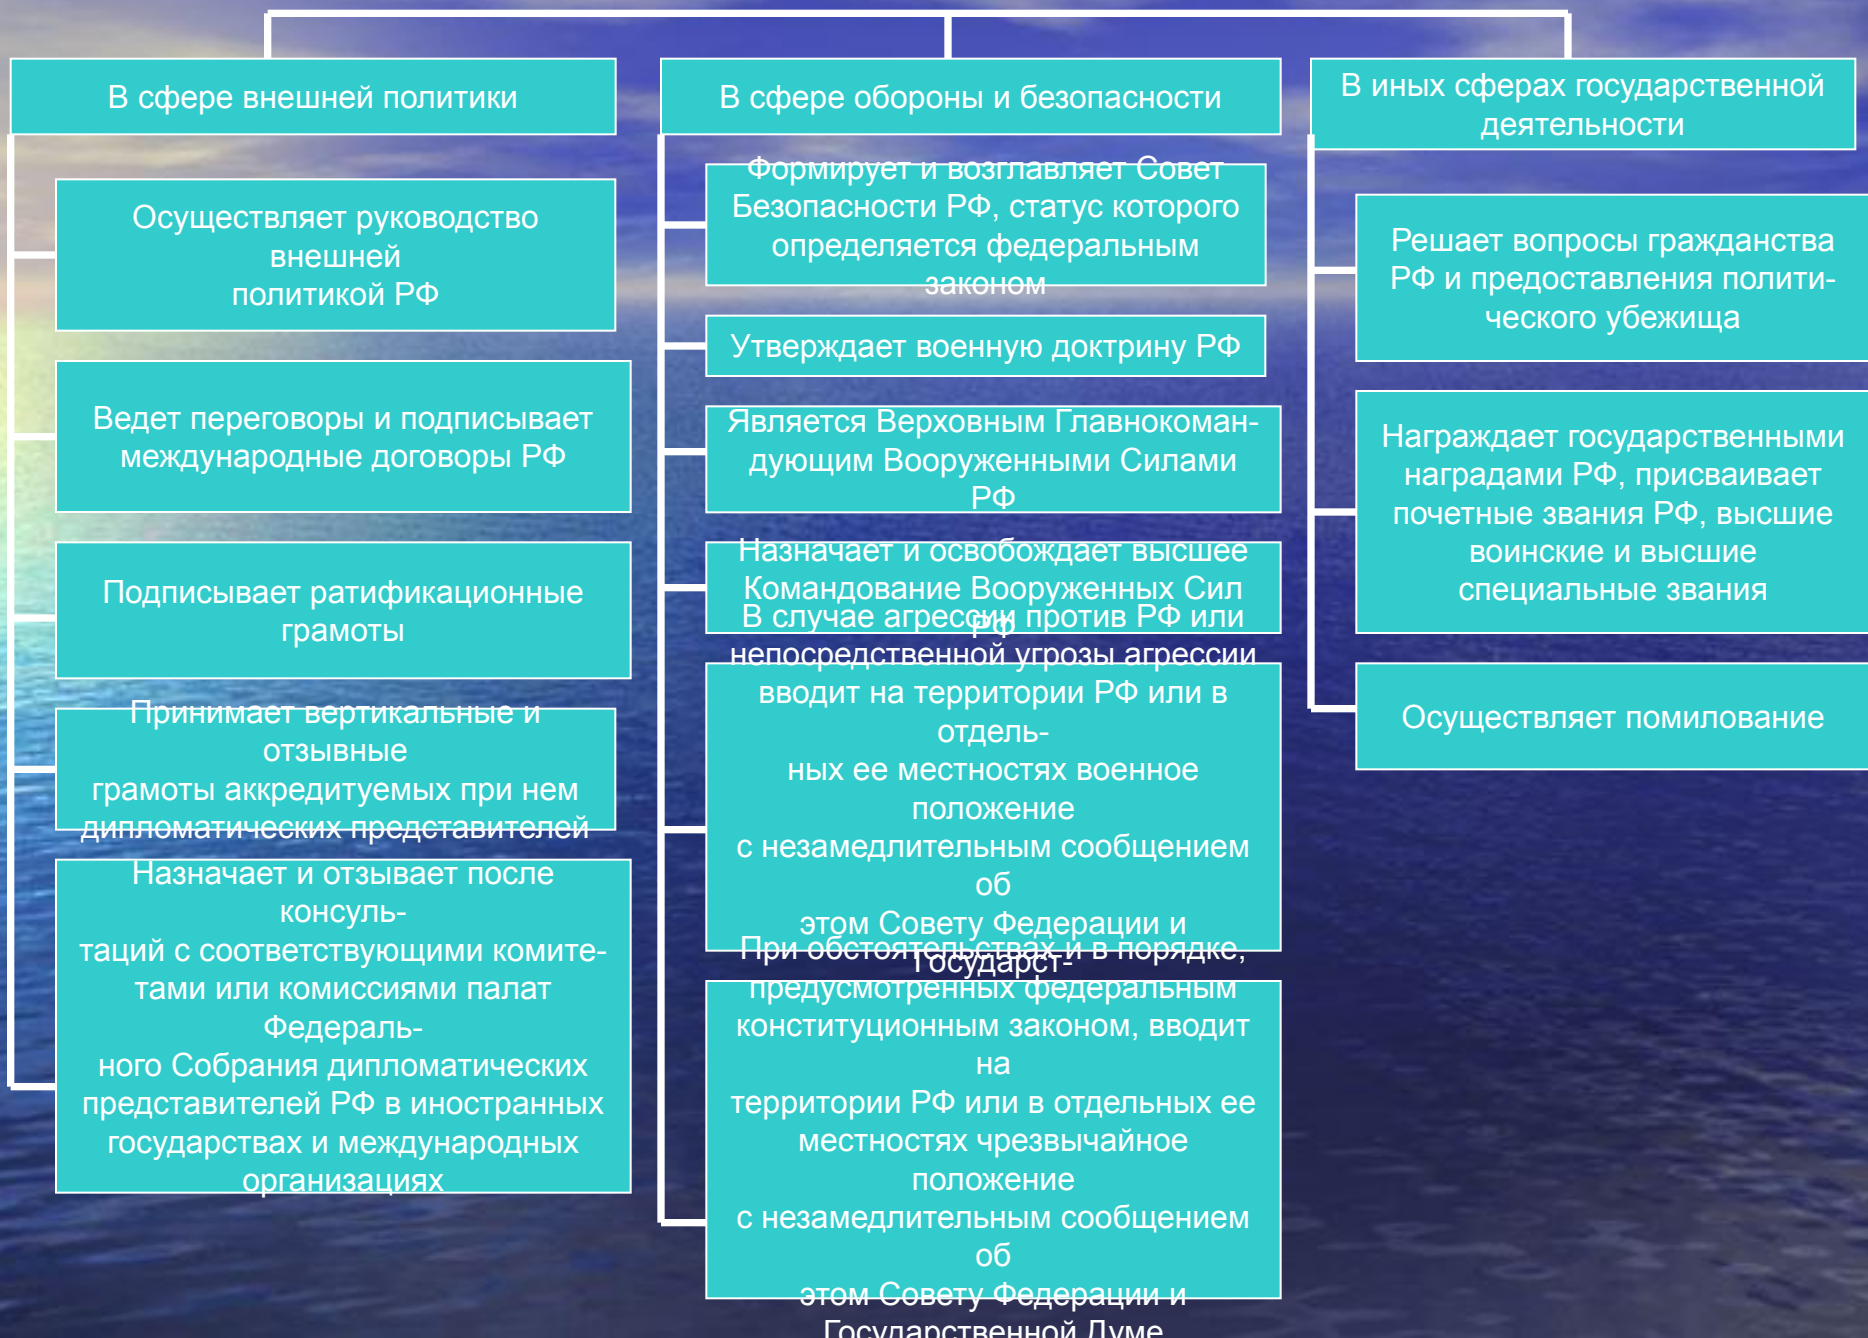 В сфере внешней политики
Осуществляет руководство
внешней
политикой РФ
Ведет переговоры и подписывает
международные договоры РФ
Подписывает ратификационные
грамоты
Принимает вертикальные и
отзывные
грамоты аккредитуемых при нем
дипломатических представителей
Назначает и отзывает после
консуль-
таций с соответствующими комите-
тами или комиссиями палат
Федераль-
ного Собрания дипломатических
представителей РФ в иностранных
государствах и международных
организациях
В сфере обороны и безопасности
Формирует и возглавляет Совет
Безопасности РФ, статус которого
определяется федеральным
законом
Утверждает военную доктрину РФ
Является Верховным Главнокоман-
дующим Вооруженными Силами
РФ
Назначает и освобождает высшее
Командование Вооруженных Сил
РФ
В случае агрессии против РФ или
непосредственной угрозы агрессии
вводит на территории РФ или в
отдель-
ных ее местностях военное
положение
с незамедлительным сообщением
об
этом Совету Федерации и
Государст-
При обстоятельствах и в порядке,
предусмотренных федеральным
конституционным законом, вводит
на
территории РФ или в отдельных ее
местностях чрезвычайное
положение
с незамедлительным сообщением
об
этом Совету Федерации и
Государственной Думе
В иных сферах государственной
деятельности
Решает вопросы гражданства
РФ и предоставления полити-
ческого убежища
Награждает государственными
наградами РФ, присваивает
почетные звания РФ, высшие
воинские и высшие
специальные звания
Осуществляет помилование